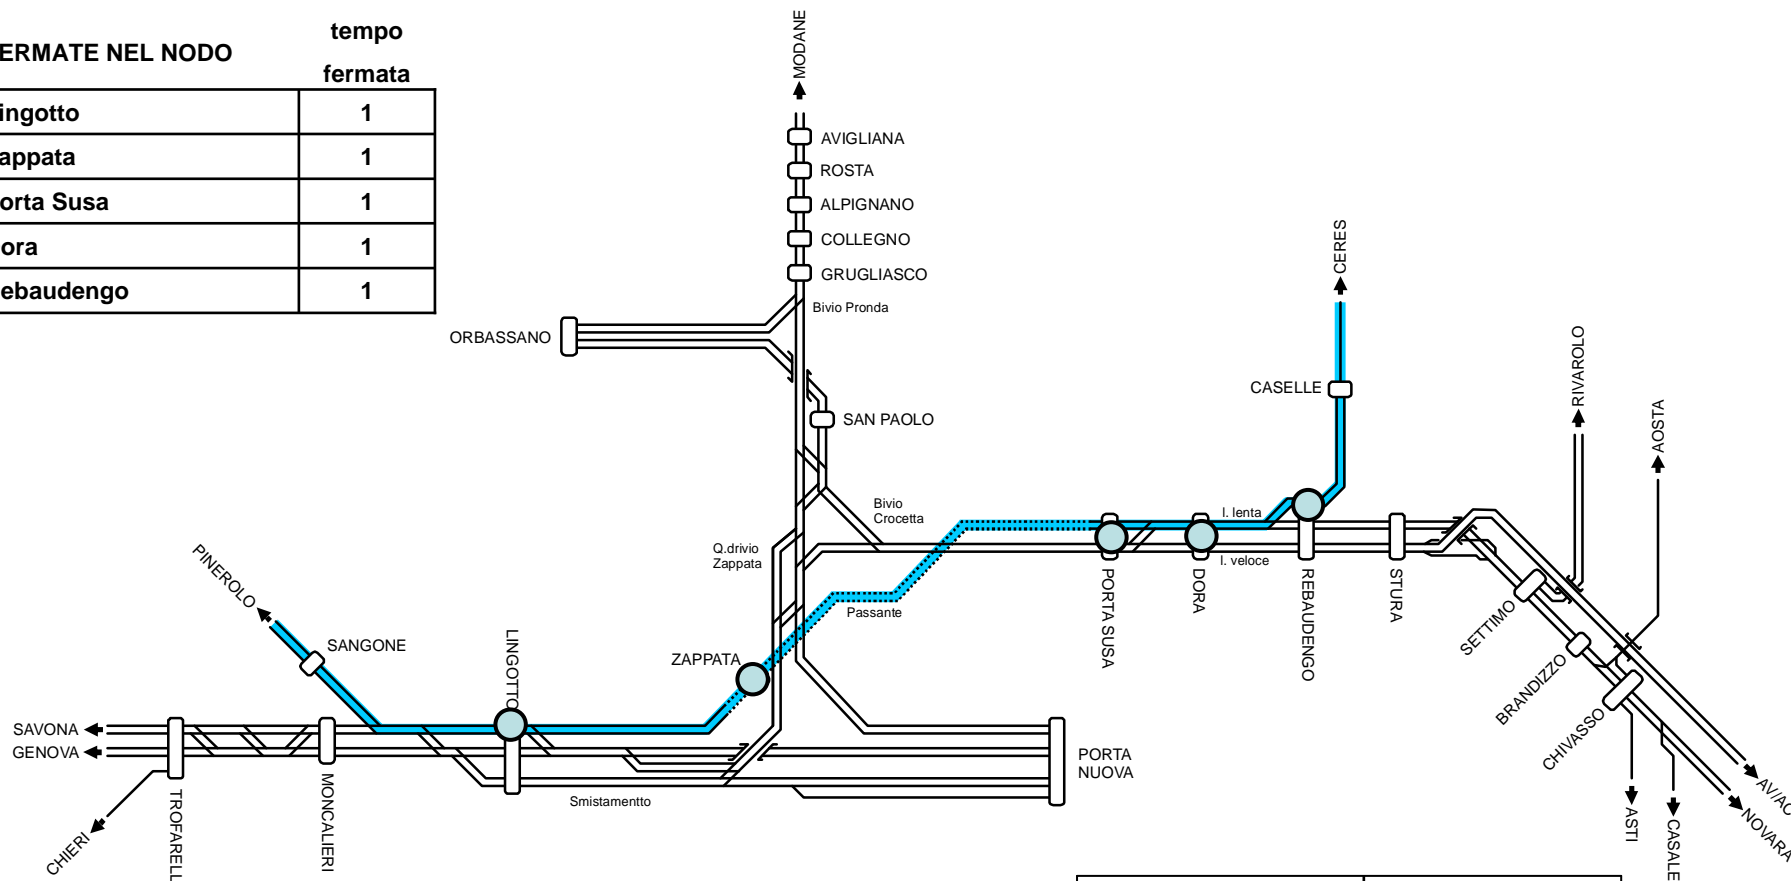 tempo
ERMATE NEL NODO
fermata
ingotto 1
appata 1
orta Susa 1
ora 1
ebaudengo 1
MODANE
AVIGLIANA
ROSTA
ALPIGNANO
COLLEGNO
GRUGLIASCO
Bivio Pronda
ORBASSANO
SAN PAOLO
CERES
CASELLE
RIVAROLO
AOSTA
Bivio
Crocetta
l. lenta
l. veloce
Q.drivio
Zappata
Passante
PINEROLO
SANGONE
LINGOTTO
ZAPPATA
PORTA SUSA
DORA
REBAUDENGO
STURA
SETTIMO
BRANDIZZO
CHIVASSO
SAVONA
GENOVA
CHIERI
TROFARELL
MONCALIERI
Smistamentto
PORTA
NUOVA
ASTI
CASALE
NOVARA
AV/AC